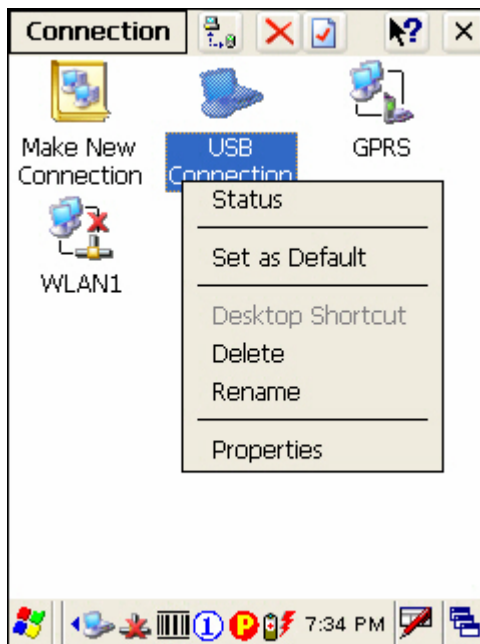 Connection
?
Make New
Connection
USB
Connection
GPRS
WLAN1
Status
Set as Default
Desktop Shortcut
Delete
Rename
Properties
1
P
7:34 PM